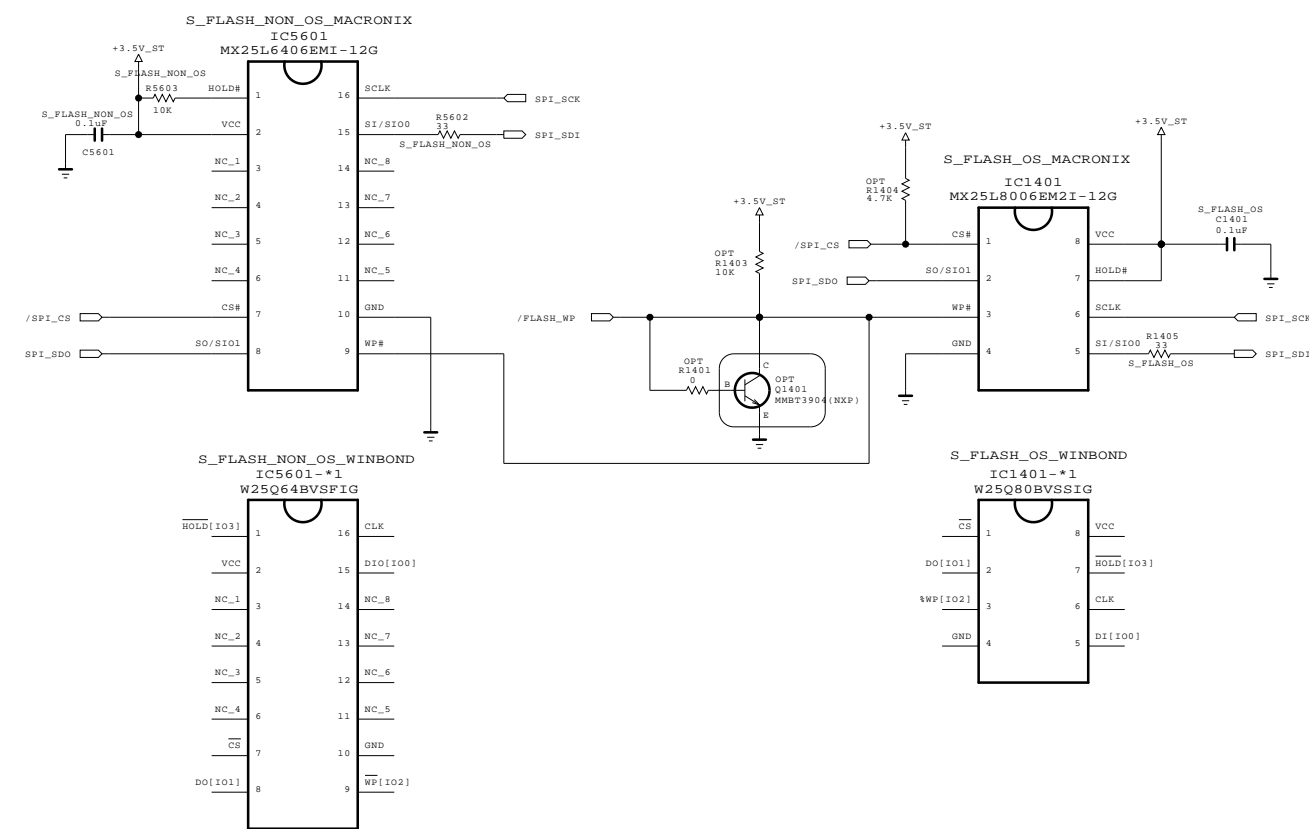 S_FLASH_NON_OS_MACRONIX
IC5601
MX25L6406EMI-12G
+3.5V_ST
S_FLASH_NON_OS
R5603
10K
S_FLASH_NON_OS
0.1uF
C5601
HOLD#
1
VCC
2
NC_1
3
NC_2
4
NC_3
5
NC_4
6
/SPI_CS
CS#
7
SPI_SDO
SO/SIO1
8
16
SCLK
SPI_SCK
15
SI/SIO0
R5602
33
S_FLASH_NON_OS
SPI_SDI
14
NC_8
13
NC_7
12
NC_6
11
NC_5
10
GND
9
WP#
/FLASH_WP
+3.5V_ST
OPT
R1403
10K
OPT
R1401
0
B
C
E
OPT
Q1401
MMBT3904(NXP)
+3.5V_ST
OPT
R1404
4.7K
+3.5V_ST
S_FLASH_OS_MACRONIX
IC1401
MX25L8006EM2I-12G
S_FLASH_OS
C1401
0.1uF
/SPI_CS
CS#
1
SPI_SDO
SO/SIO1
2
WP#
3
GND
4
8
VCC
7
HOLD#
6
SCLK
SPI_SCK
5
SI/SIO0
R1405
33
S_FLASH_OS
SPI_SDI
S_FLASH_NON_OS_WINBOND
IC5601-*1
W25Q64BVSFIG
HOLD[IO3]
1
VCC
2
NC_1
3
NC_2
4
NC_3
5
NC_4
6
CS
7
DO[IO1]
8
16
CLK
15
DIO[IO0]
14
NC_8
13
NC_7
12
NC_6
11
NC_5
10
GND
9
WP[IO2]
S_FLASH_OS_WINBOND
IC1401-*1
W25Q80BVSSIG
CS
1
DO[IO1]
2
%WP[IO2]
3
GND
4
8
VCC
7
HOLD[IO3]
6
CLK
5
DI[IO0]